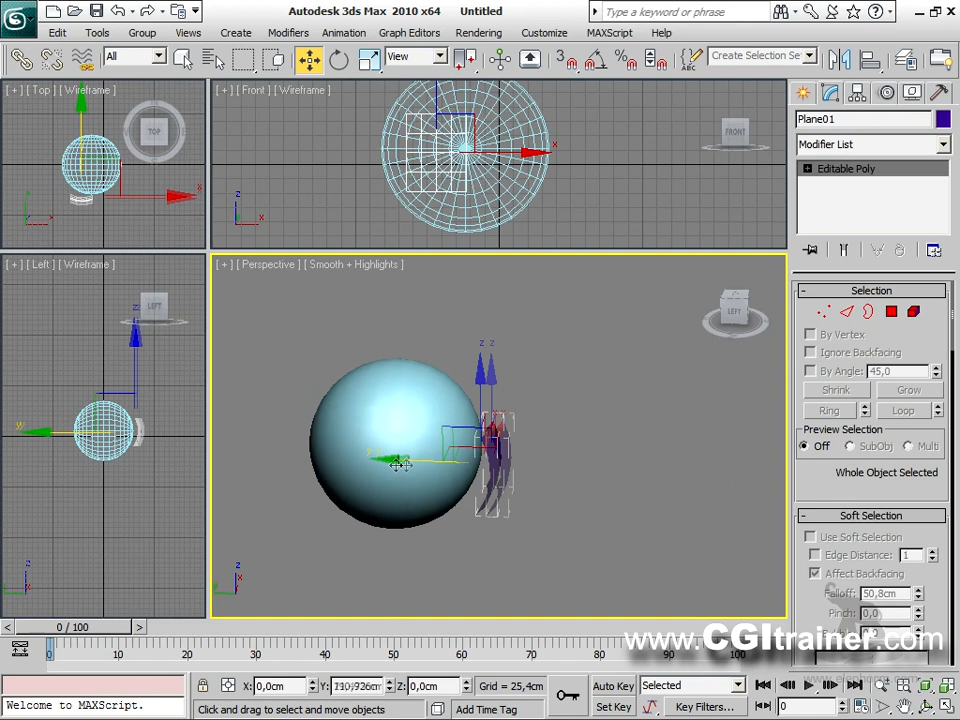 Autodesk 3ds Max 2010 x64 Untitled
Type a keyword or phrase
Edit Tools Group Views Create Modifiers Animation Graph Editors Rendering Customize MAXScript Help
All View 3 ABC Create Selection Se
[ + ] [ Top ] [ Wireframe ]
TOP
[ + ] [ Front ] [ Wireframe ]
FRONT
x
z
x
[ + ] [ Left ] [ Wireframe ]
LEFT
z
y
z
[ + ] [ Perspective ] [ Smooth + Highlights ]
LEFT
z z
y
z
x
Plane01
Modifier List
Editable Poly
Selection
By Vertex
Ignore Backfacing
By Angle: 45,0
Shrink Grow
Ring Loop
Preview Selection
Off SubObj Multi
Whole Object Selected
Soft Selection
Use Soft Selection
Edge Distance: 1
Affect Backfacing
Falloff: 50,8cm
Pinch: 0,0
0,0
www.CGItrainer.com
0 / 100
0 10 20 30 40 50 60 70 80 90 100
X: 0,0cm Z: 0,0cm Grid = 25,4cm
Auto Key Selected
Set Key Key Filters... 0
Welcome to MAXScript.
Click and drag to select and move objects
Add Time Tag